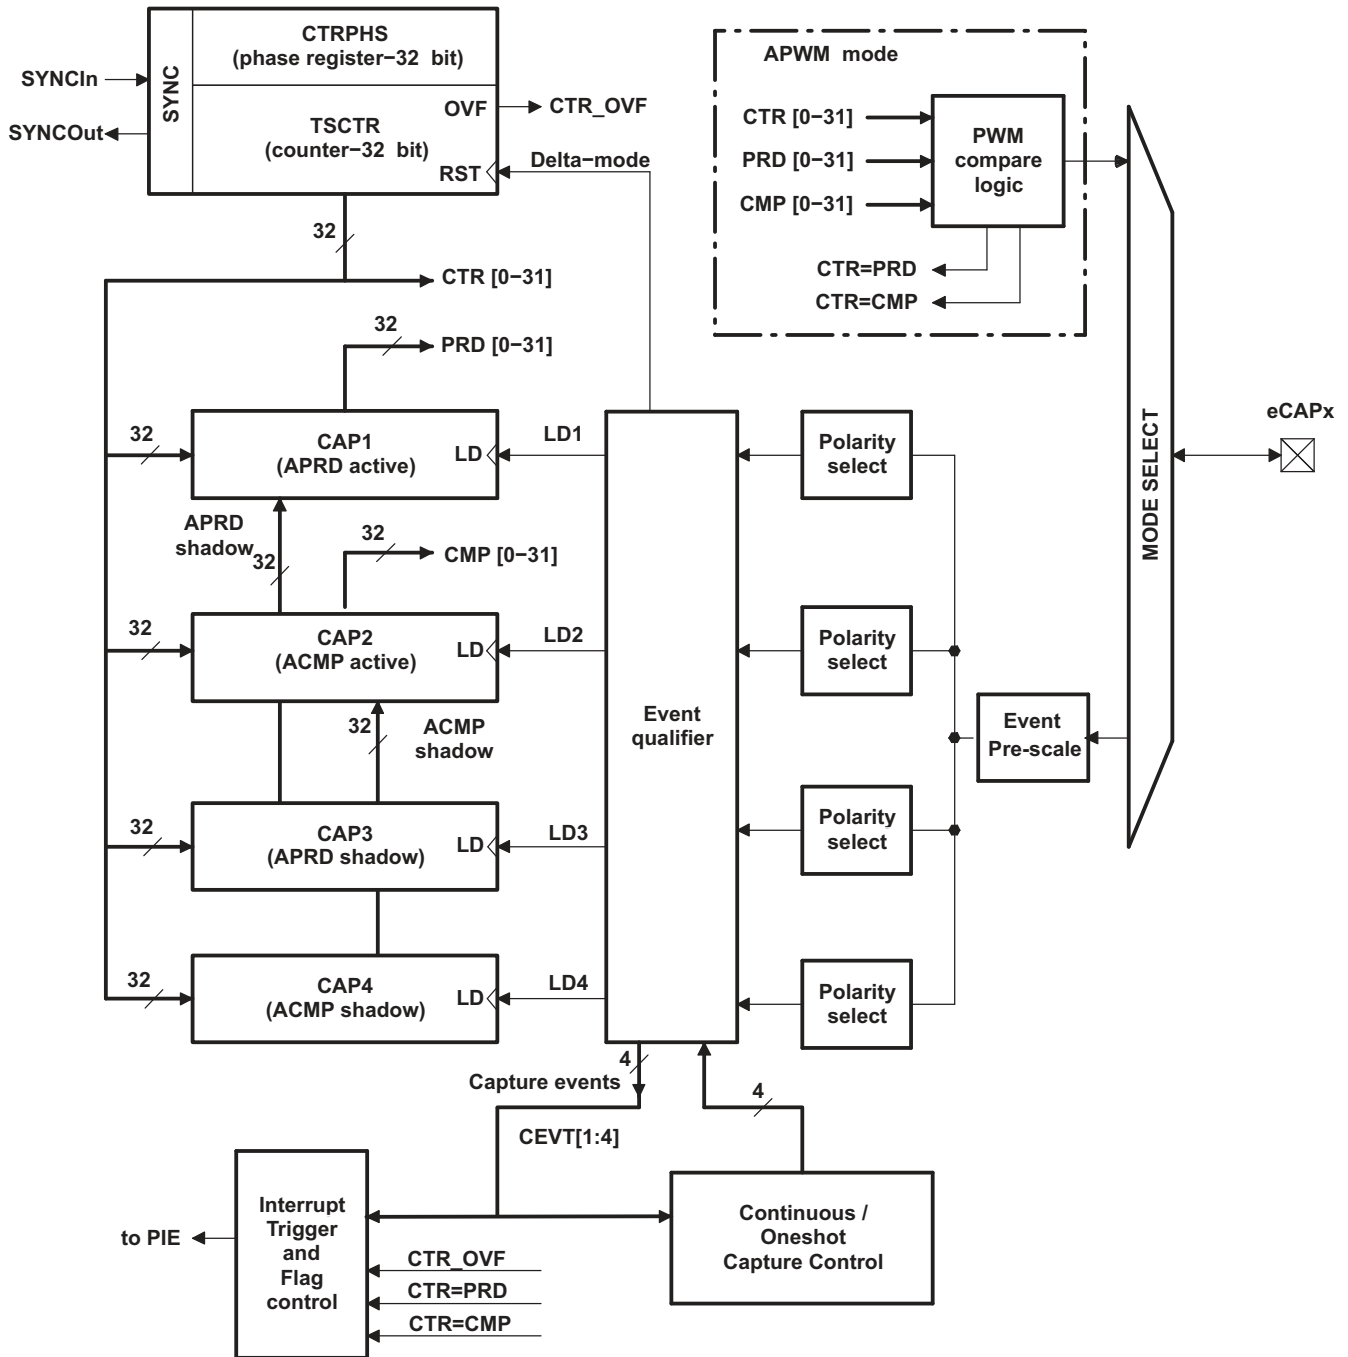 CTRPHS
(phase register−32 bit)
SYNC
SYNCIn
SYNCOut
OVF
CTR_OVF
TSCTR
(counter−32 bit)
RST
Delta−mode
32
CTR [0−31]
32
PRD [0−31]
APWM mode
CTR [0−31]
PRD [0−31]
CMP [0−31]
PWM
compare
logic
CTR=PRD
CTR=CMP
MODE SELECT
eCAPx
32
CAP1
(APRD active)
LD
LD1
Polarity
select
APRD
shadow
32
32
CMP [0−31]
32
CAP2
(ACMP active)
LD
LD2
Polarity
select
32
ACMP
shadow
Event
qualifier
Event
Pre-scale
32
CAP3
(APRD shadow)
LD
LD3
Polarity
select
32
CAP4
(ACMP shadow)
LD
LD4
Polarity
select
4
Capture events
4
CEVT[1:4]
Interrupt
Trigger
and
Flag
control
to PIE
CTR_OVF
CTR=PRD
CTR=CMP
Continuous /
Oneshot
Capture Control